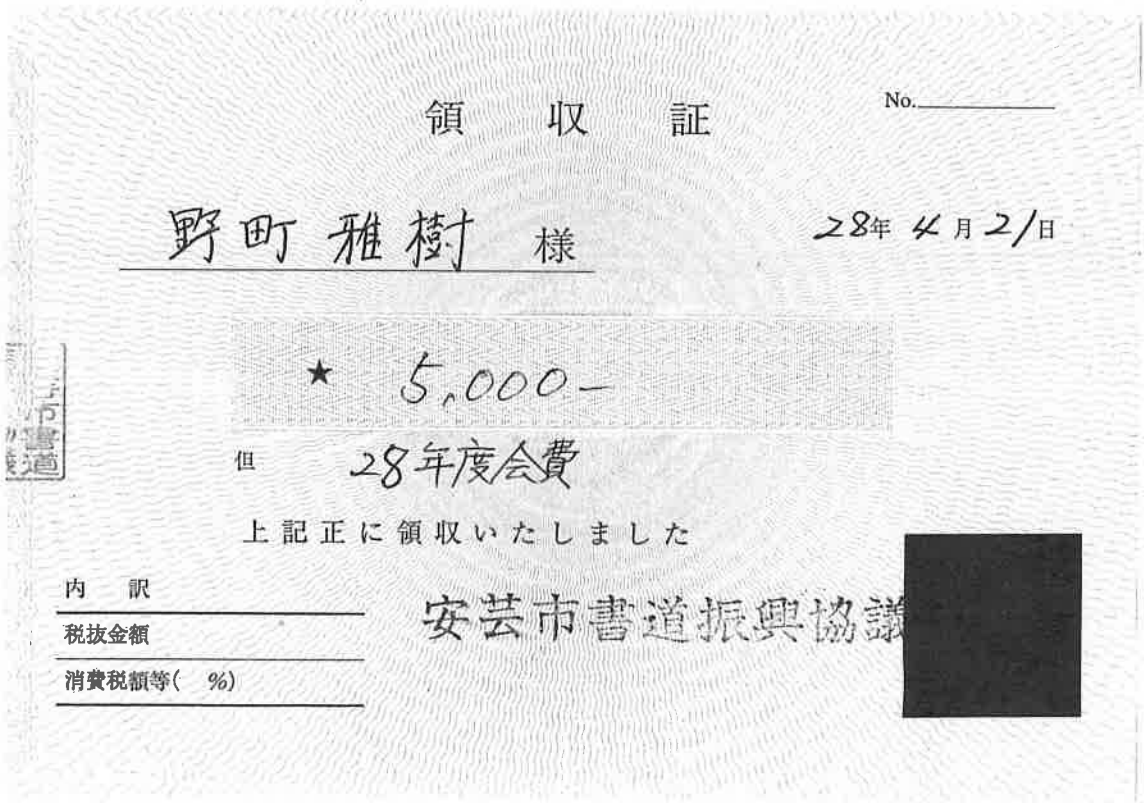 領収証
No.
野町雅樹 様
28年 4月 21日
★ 5,000-
但 28年度会費
上記正に領収いたしました
内訳
税抜金額
消費税額等( %)
安芸市書道振興協議
市書道